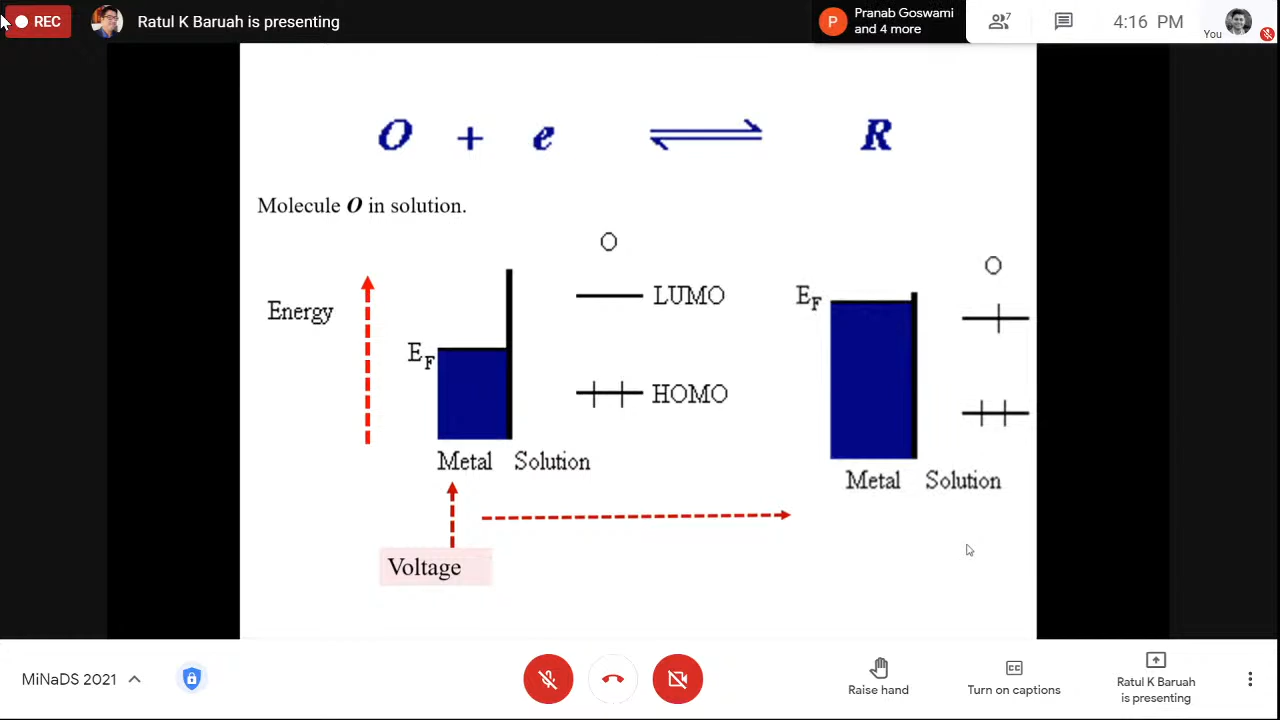 REC
Ratul K Baruah is presenting
P
Pranab Goswami
and 4 more
7
4:16 PM
You
O + e ⇌ R
Molecule O in solution.
O
LUMO
Energy
E_F
HOMO
Metal Solution
O
E_F
Metal Solution
Voltage
MiNaDS 2021
Raise hand
CC
Turn on captions
Ratul K Baruah
is presenting